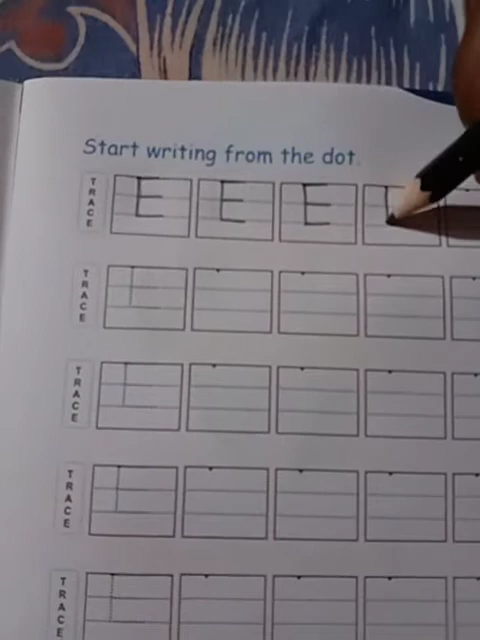 Start writing from the dot.
TRACE E E E
TRACE
TRACE
TRACE
TRACE